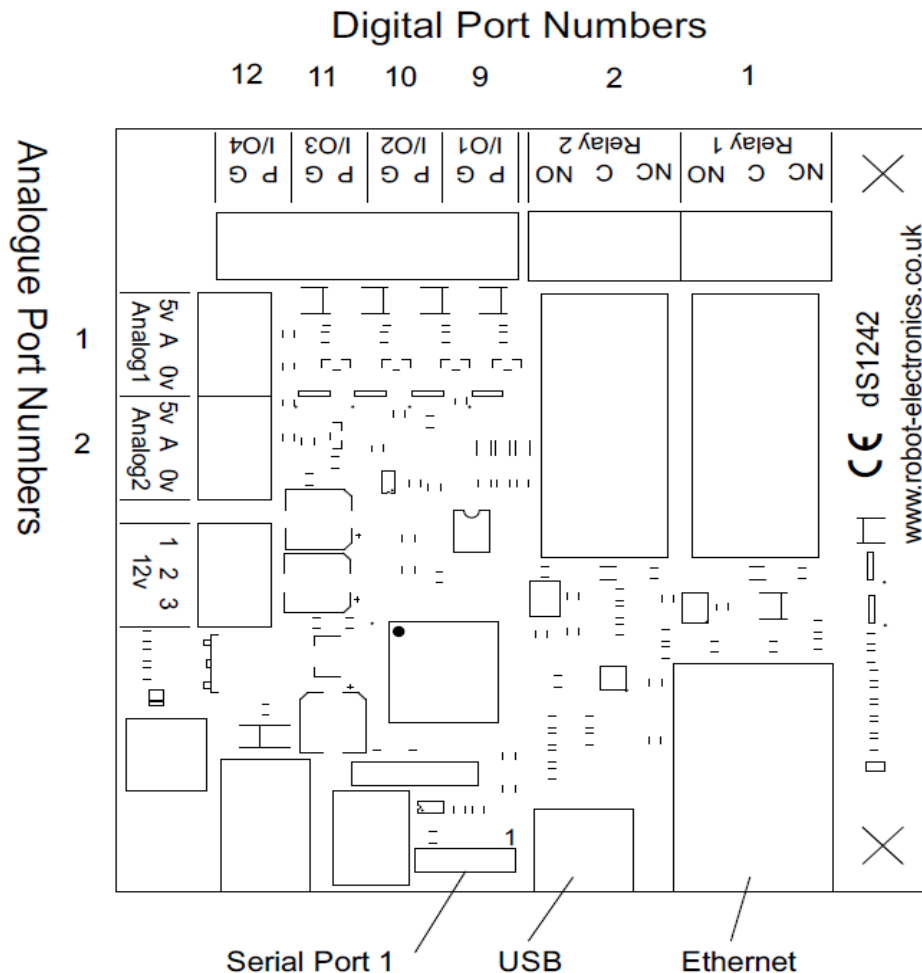 Digital Port Numbers
12 11 10 9 2 1
I/O4 I/O3 I/O2 I/O1 Relay 2 Relay 1
P G P G P G P G NC C NO NC C NO
Analogue Port Numbers
1
2
5v A 0v
Analog1
5v A 0v
Analog2
1 2 3
12v
CE dS1242
www.robot-electronics.co.uk
1
Serial Port 1
USB
Ethernet